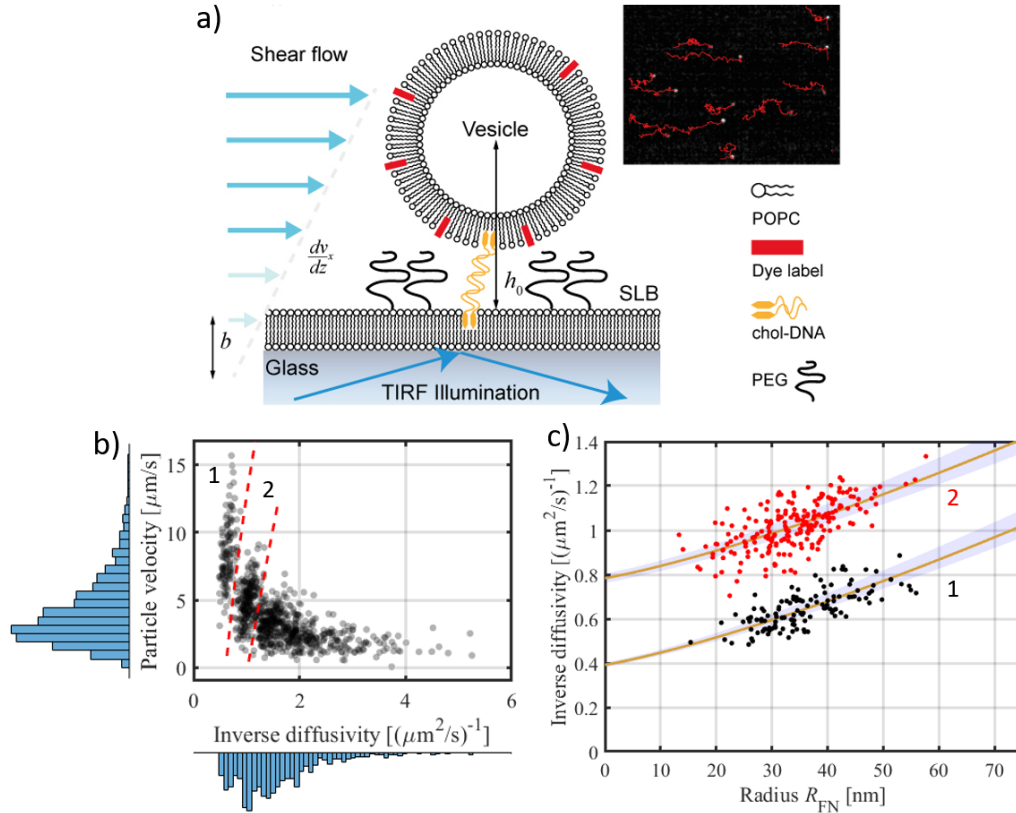 a)
Shear flow
Vesicle
dv
dz x
h0
SLB
b
Glass
TIRF Illumination
POPC
Dye label
chol-DNA
PEG
b)
Particle velocity [μm/s]
15
10
5
0
1
2
0 2 4 6
Inverse diffusivity [(μm²/s)⁻¹]
c)
Inverse diffusivity [(μm²/s)⁻¹]
1.4
1.2
1
0.8
0.6
0.4
0.2
0
2
1
0 10 20 30 40 50 60 70
Radius RFN [nm]